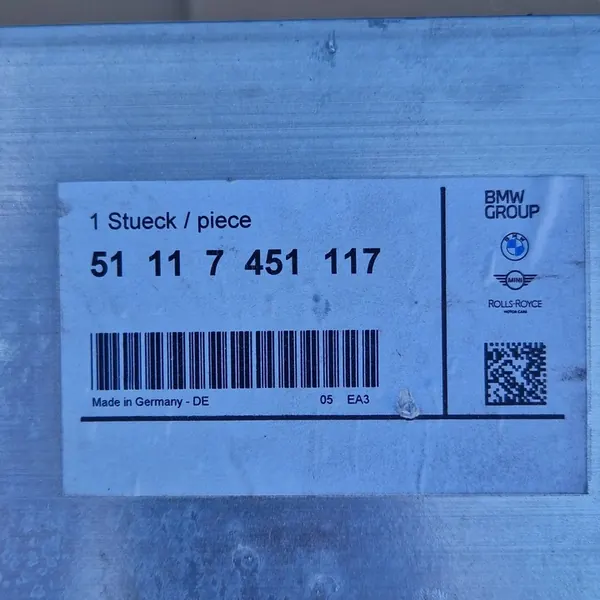 1 Stueck / piece
51 11 7 451 117
Made in Germany - DE 05 EA3
BMW
GROUP
BMW
MINI
ROLLS-ROYCE
MOTOR CARS